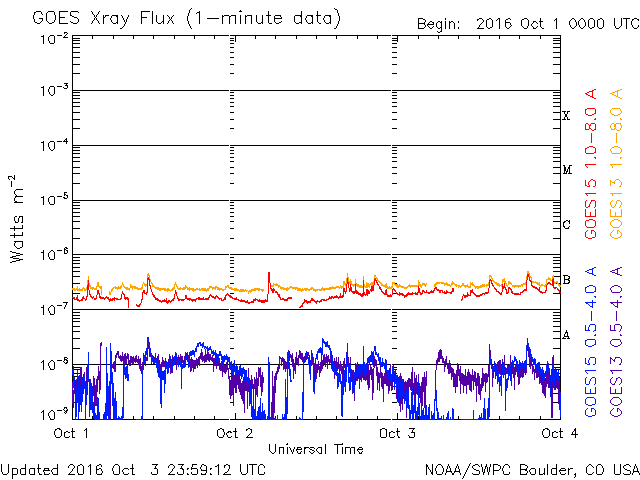 GOES Xray Flux (1-minute data)
Begin: 2016 Oct 1 0000 UTC
10-2
10-3
10-4
10-5
10-6
10-7
10-8
10-9
Watts m-2
X
M
C
B
A
GOES15 1.0-8.0 A
GOES13 1.0-8.0 A
GOES15 0.5-4.0 A
GOES13 0.5-4.0 A
Oct 1 Oct 2 Oct 3 Oct 4
Universal Time
Updated 2016 Oct 3 23:59:12 UTC
NOAA/SWPC Boulder, CO USA